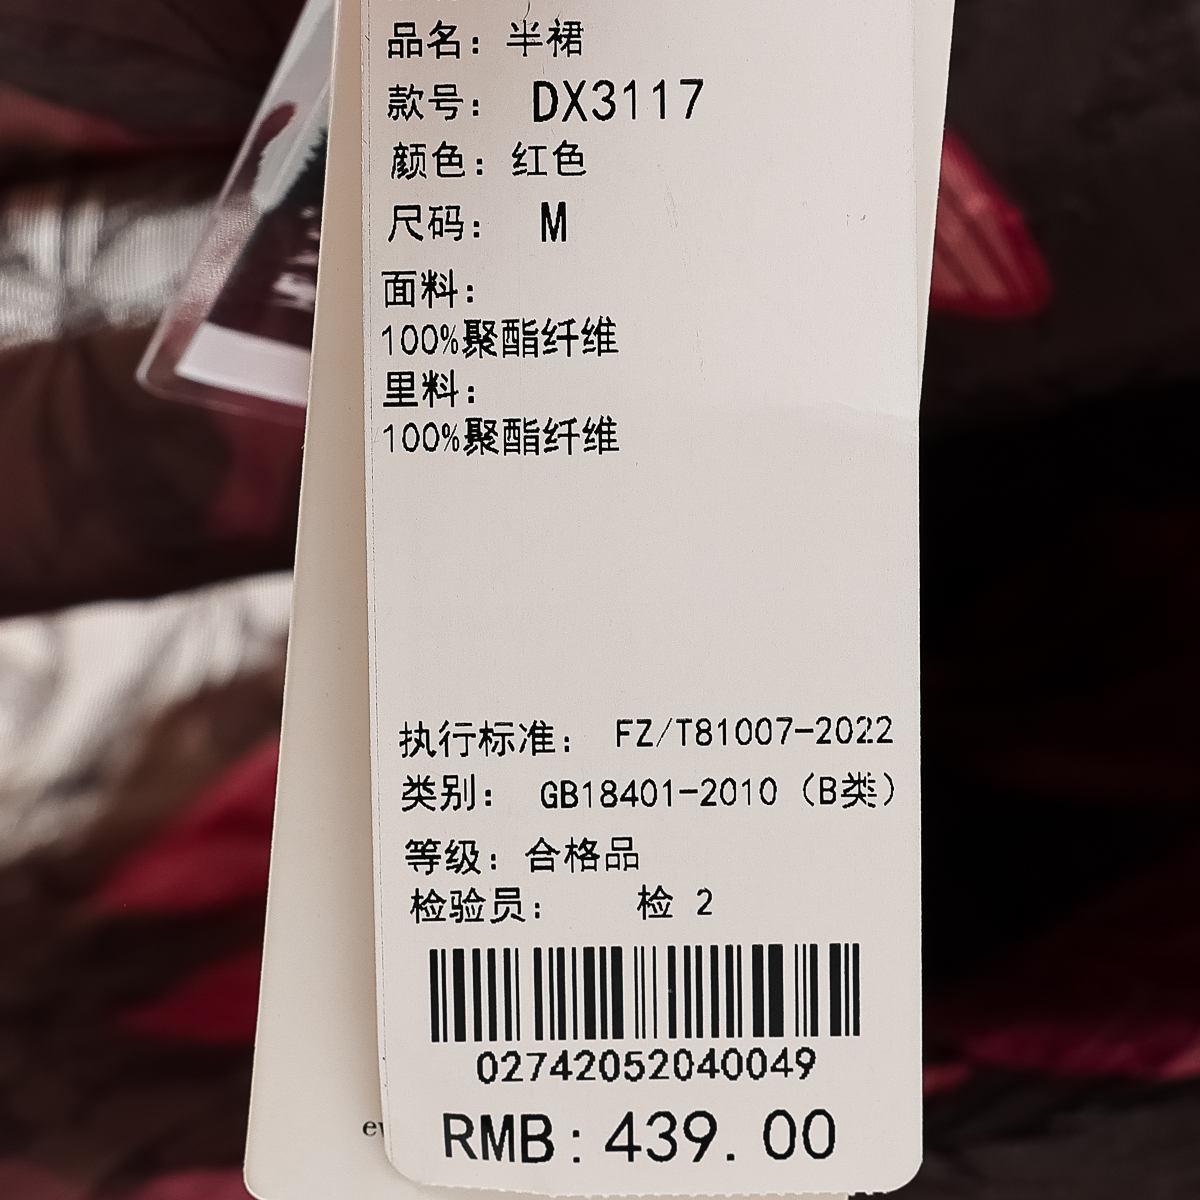 品名：半裙
款号： DX3117
颜色：红色
尺码： M
面料：
100%聚酯纤维
里料：
100%聚酯纤维
执行标准： FZ/T81007-2022
类别： GB18401-2010（B类）
等级：合格品
检验员： 检 2
02742052040049
RMB：439.00